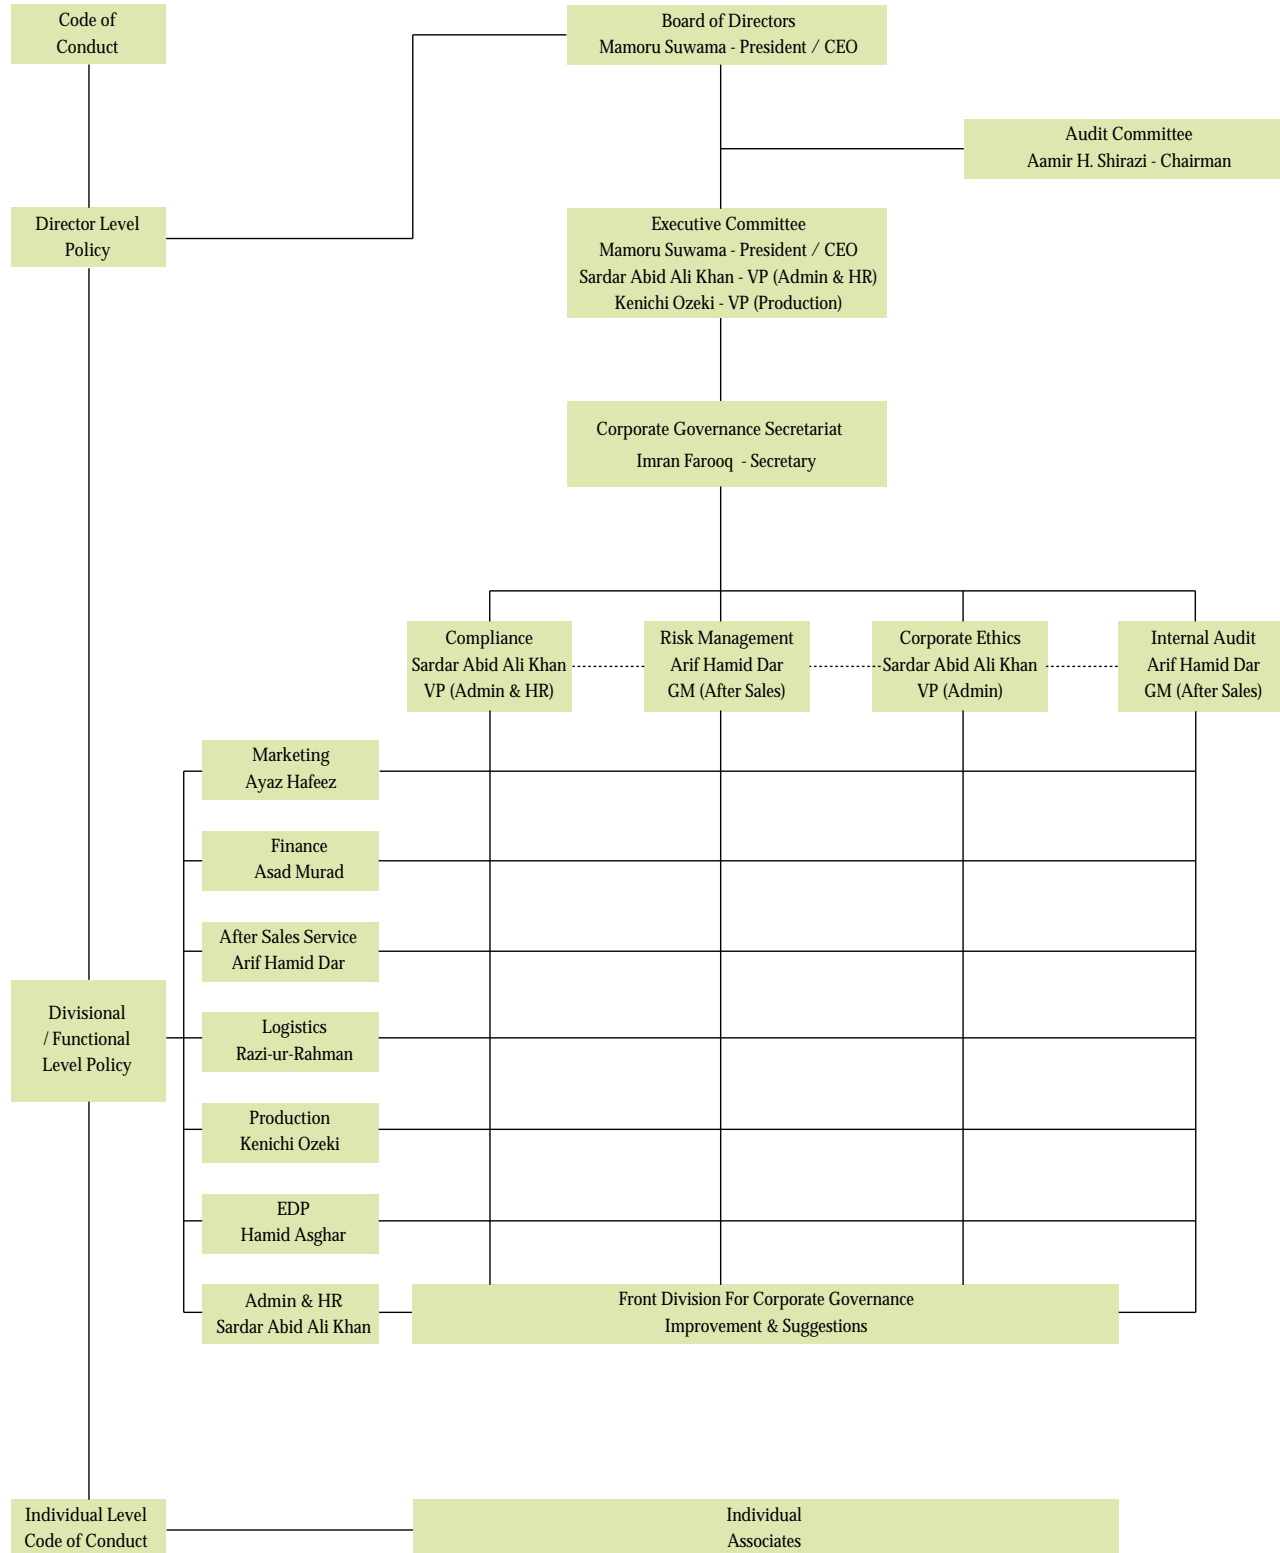 Code of
Conduct
Board of Directors
Mamoru Suwama - President / CEO
Audit Committee
Aamir H. Shirazi - Chairman
Director Level
Policy
Executive Committee
Mamoru Suwama - President / CEO
Sardar Abid Ali Khan - VP (Admin & HR)
Kenichi Ozeki - VP (Production)
Corporate Governance Secretariat
Imran Farooq - Secretary
Compliance
Sardar Abid Ali Khan
VP (Admin & HR)
Risk Management
Arif Hamid Dar
GM (After Sales)
Corporate Ethics
Sardar Abid Ali Khan
VP (Admin)
Internal Audit
Arif Hamid Dar
GM (After Sales)
Marketing
Ayaz Hafeez
Finance
Asad Murad
After Sales Service
Arif Hamid Dar
Divisional
/ Functional
Level Policy
Logistics
Razi-ur-Rahman
Production
Kenichi Ozeki
EDP
Hamid Asghar
Admin & HR
Sardar Abid Ali Khan
Front Division For Corporate Governance
Improvement & Suggestions
Individual Level
Code of Conduct
Individual
Associates